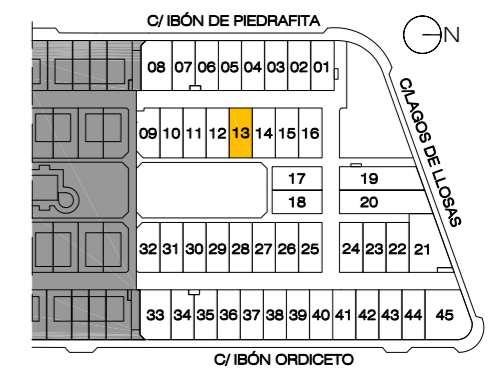 C/ IBÓN DE PIEDRAFITA
N
08 07 06 05 04 03 02 01
C/LAGOS DE LLOSAS
09 10 11 12 13 14 15 16
17 19
18 20
32 31 30 29 28 27 26 25 24 23 22 21
33 34 35 36 37 38 39 40 41 42 43 44 45
C/ IBÓN ORDICETO